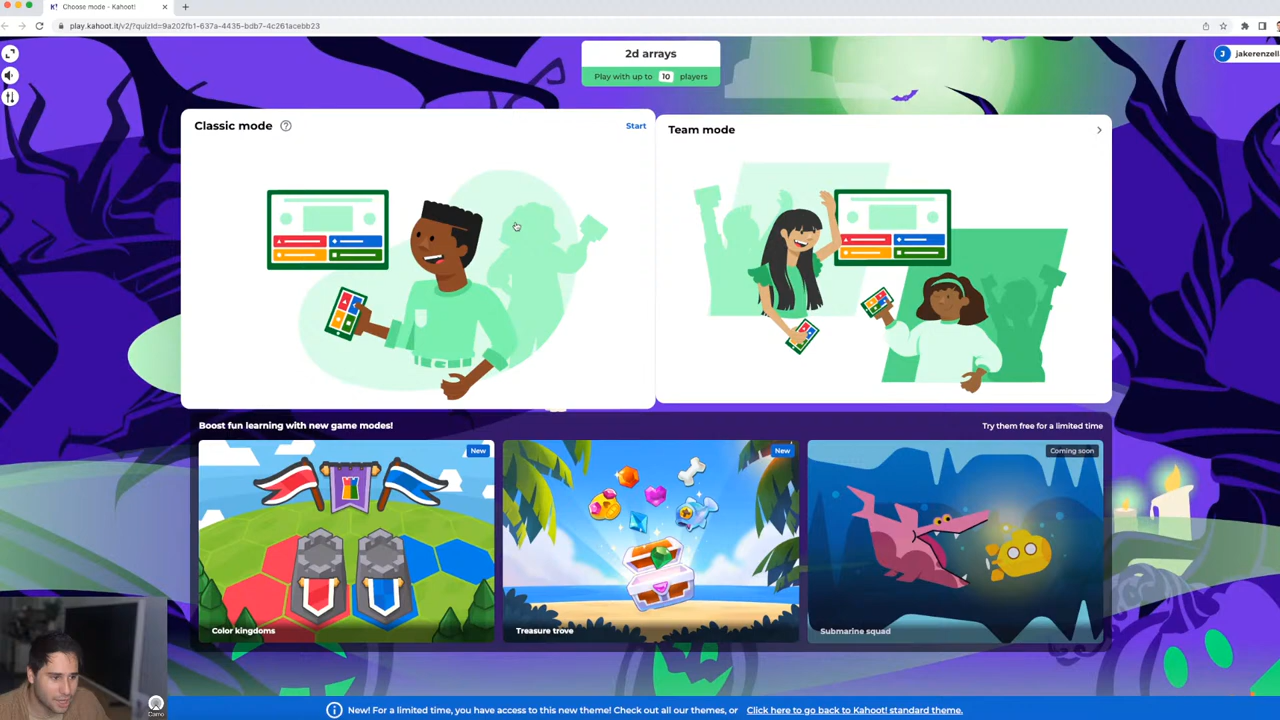 K! Choose mode - Kahoot!
play.kahoot.it/v2/?quizId=9a202fb1-637a-4435-bdb7-4c261acebb23
2d arrays
Play with up to 10 players
J jakerenzell
Classic mode
Start
Team mode
Boost fun learning with new game modes!
Try them free for a limited time
New
New
Coming soon
Color kingdoms
Treasure trove
Submarine squad
Camo
New! For a limited time, you have access to this new theme! Check out all our themes, or Click here to go back to Kahoot! standard theme.